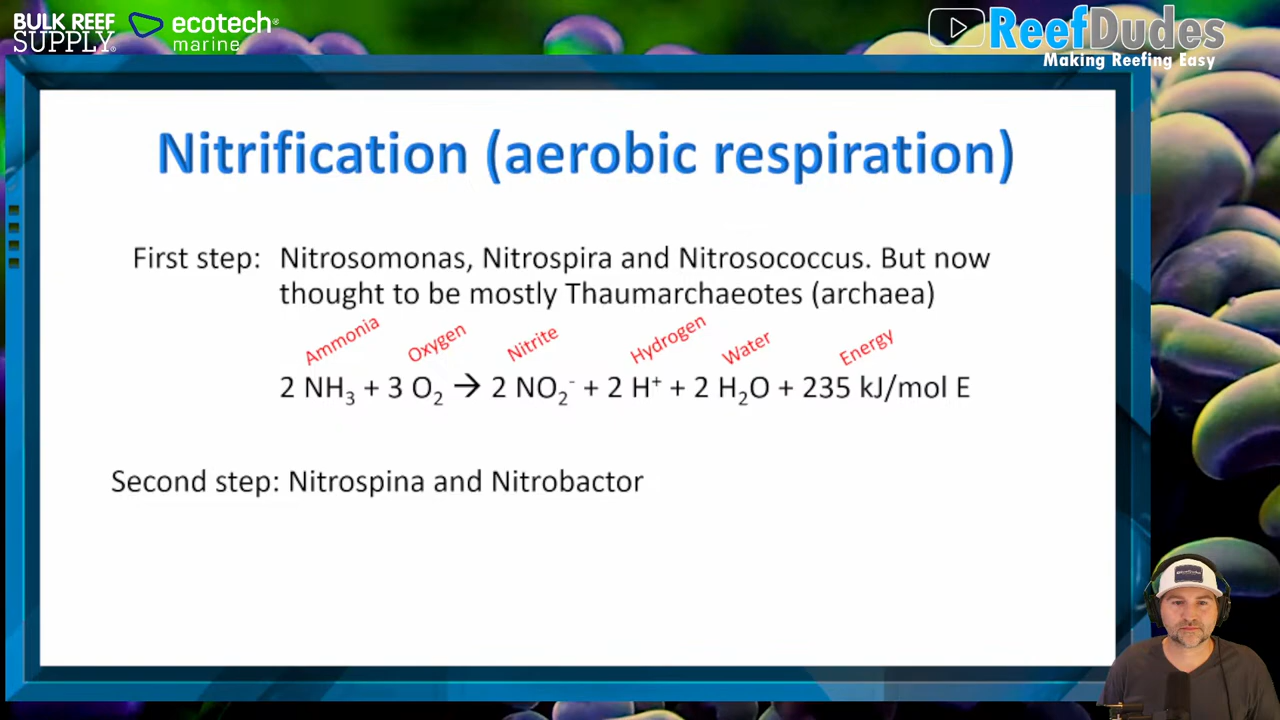 BULK REEF
SUPPLY
ecotech
marine
ReefDudes
Making Reefing Easy
Nitrification (aerobic respiration)
First step: Nitrosomonas, Nitrospira and Nitrosococcus. But now
thought to be mostly Thaumarchaeotes (archaea)
Ammonia Oxygen Nitrite Hydrogen Water Energy
2 NH₃ + 3 O₂ → 2 NO₂⁻ + 2 H⁺ + 2 H₂O + 235 kJ/mol E
Second step: Nitrospina and Nitrobactor